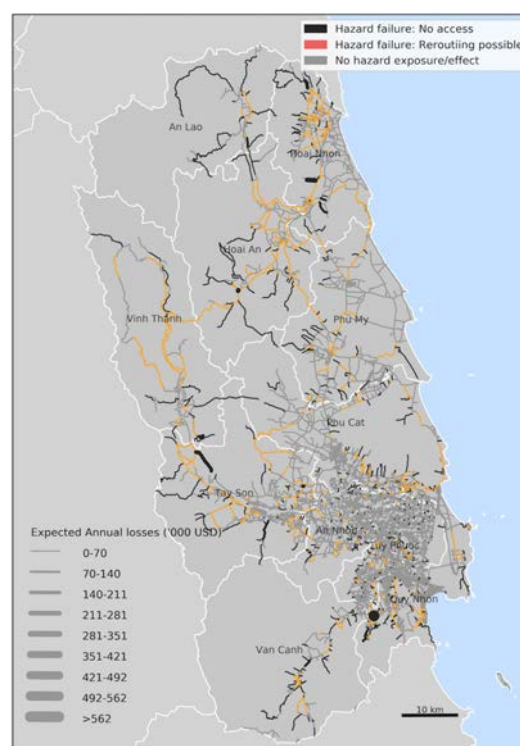 Hazard failure: No access
Hazard failure: Reroutiing possible
No hazard exposure/effect
An Lao
Hoai Nhon
Hoai An
Vinh Thanh
Phu My
Phu Cat
Tay Son
An Nhon
Tuy Phuoc
Quy Nhon
Van Canh
Expected Annual losses ('000 USD)
0-70
70-140
140-211
211-281
281-351
351-421
421-492
492-562
>562
10 km